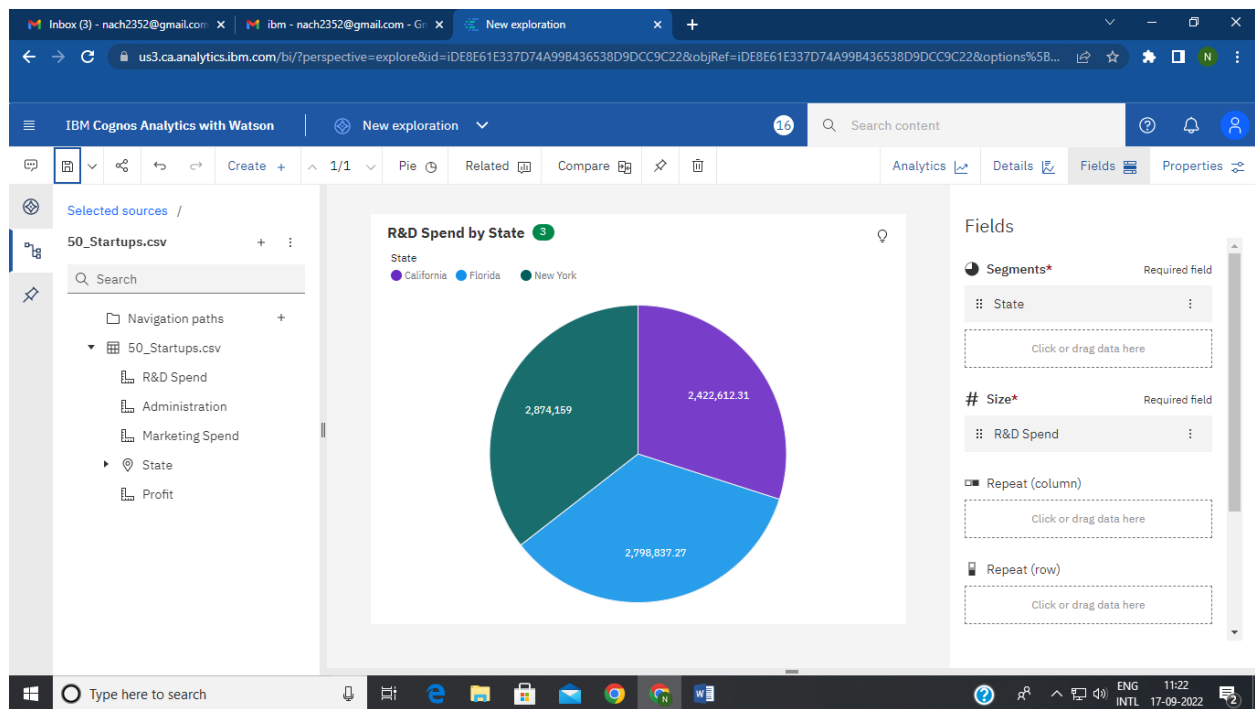 Inbox (3) - nach2352@gmail.com
ibm - nach2352@gmail.com - Gm
New exploration
us3.ca.analytics.ibm.com/bi/?perspective=explore&id=iDE8E61E337D74A99B436538D9DCC9C22&objRef=iDE8E61E337D74A99B436538D9DCC9C22&options%5B...
N
IBM Cognos Analytics with Watson
New exploration
16
Search content
Create +
1/1
Pie
Related
Compare
Analytics
Details
Fields
Properties
Selected sources /
50_Startups.csv
Search
Navigation paths
50_Startups.csv
R&D Spend
Administration
Marketing Spend
State
Profit
R&D Spend by State 3
State
California
Florida
New York
2,422,612.31
2,874,159
2,798,837.27
Fields
Segments*
Required field
State
Click or drag data here
# Size*
Required field
R&D Spend
Repeat (column)
Click or drag data here
Repeat (row)
Click or drag data here
Type here to search
ENG
INTL
11:22
17-09-2022
2